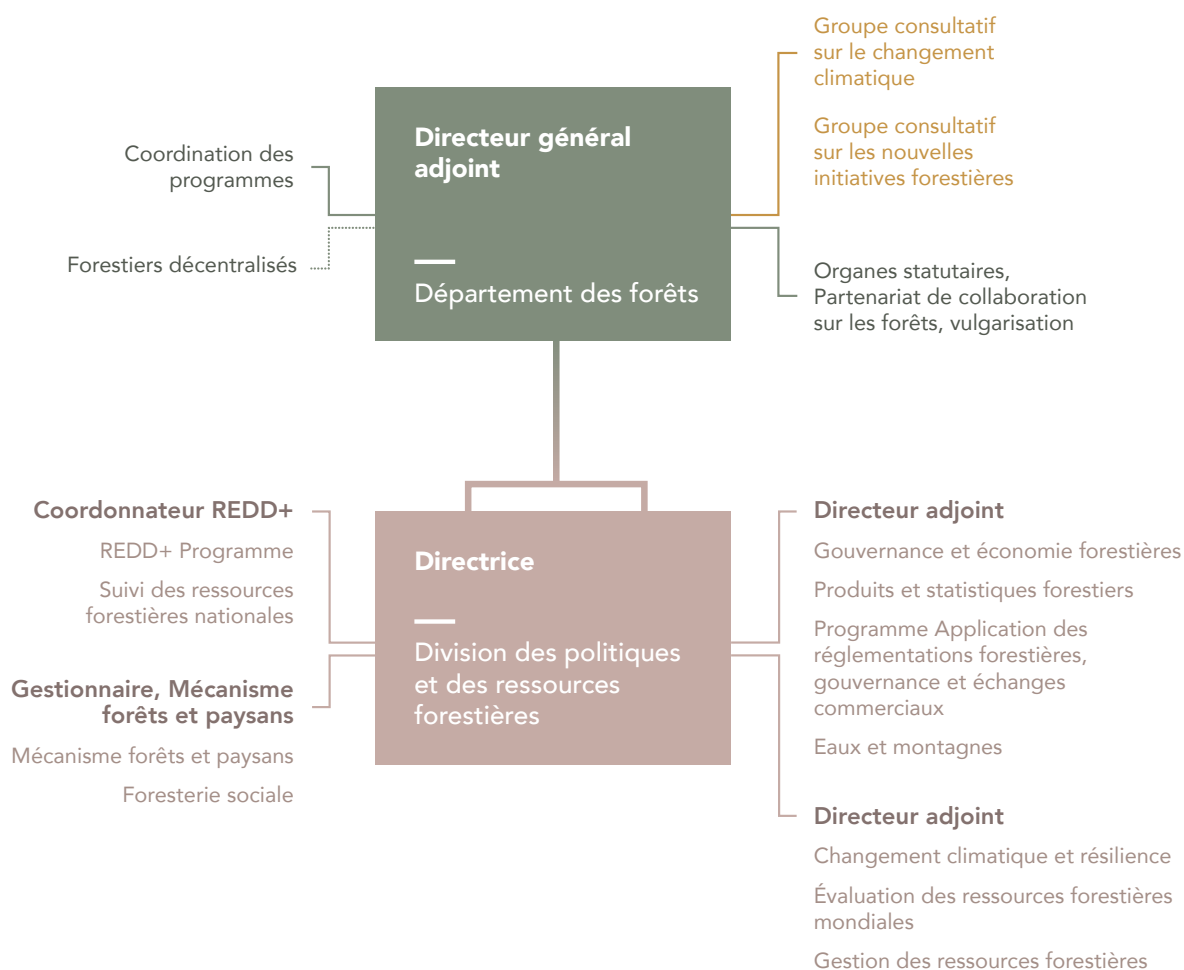 Groupe consultatif
sur le changement
climatique
Groupe consultatif
sur les nouvelles
initiatives forestières
Directeur général
adjoint
Département des forêts
Coordination des
programmes
Forestiers décentralisés
Organes statutaires,
Partenariat de collaboration
sur les forêts, vulgarisation
Coordonnateur REDD+
REDD+ Programme
Suivi des ressources
forestières nationales
Gestionnaire, Mécanisme
forêts et paysans
Mécanisme forêts et paysans
Foresterie sociale
Directrice
Division des politiques
et des ressources
forestières
Directeur adjoint
Gouvernance et économie forestières
Produits et statistiques forestiers
Programme Application des
réglementations forestières,
gouvernance et échanges
commerciaux
Eaux et montagnes
Directeur adjoint
Changement climatique et résilience
Évaluation des ressources forestières
mondiales
Gestion des ressources forestières